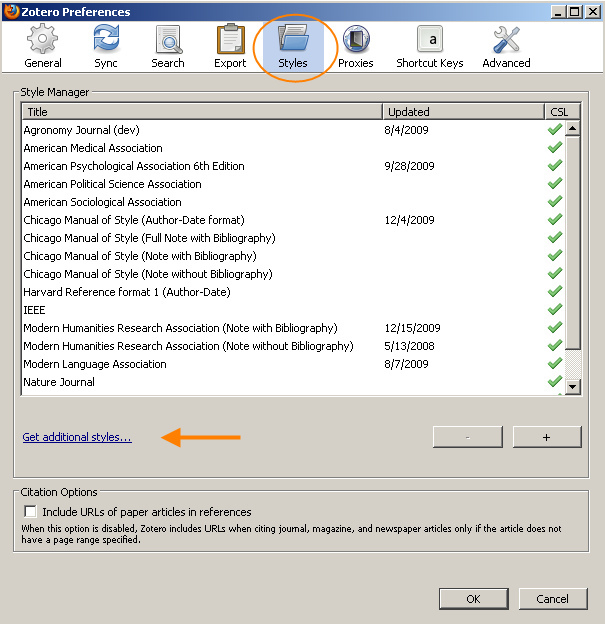 Zotero Preferences
General Sync Search Export Styles Proxies Shortcut Keys Advanced
Style Manager
Title Updated CSL
Agronomy Journal (dev) 8/4/2009
American Medical Association
American Psychological Association 6th Edition 9/28/2009
American Political Science Association
American Sociological Association
Chicago Manual of Style (Author-Date format) 12/4/2009
Chicago Manual of Style (Full Note with Bibliography)
Chicago Manual of Style (Note with Bibliography)
Chicago Manual of Style (Note without Bibliography)
Harvard Reference format 1 (Author-Date)
IEEE
Modern Humanities Research Association (Note with Bibliography) 12/15/2009
Modern Humanities Research Association (Note without Bibliography) 5/13/2008
Modern Language Association 8/7/2009
Nature Journal
Get additional styles... - +
Citation Options
Include URLs of paper articles in references
When this option is disabled, Zotero includes URLs when citing journal, magazine, and newspaper articles only if the article does not
have a page range specified.
OK Cancel